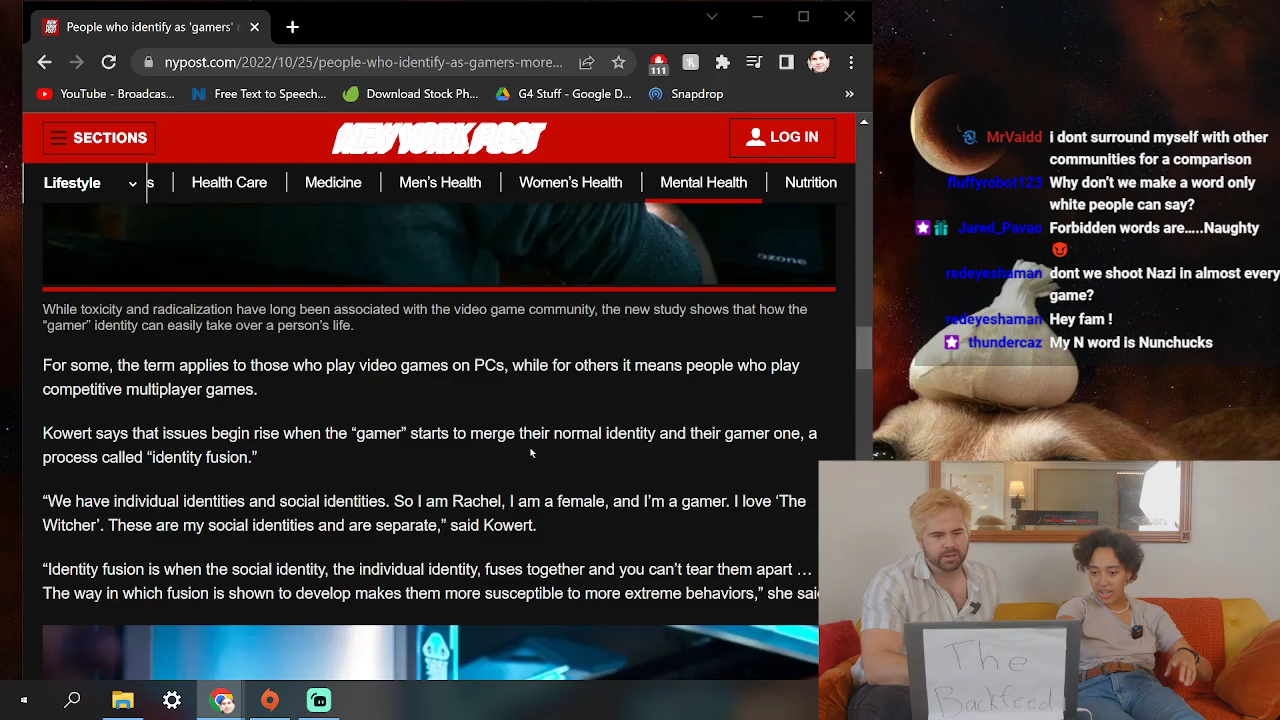 People who identify as 'gamers'
nypost.com/2022/10/25/people-who-identify-as-gamers-more...
111
YouTube - Broadcas...
Free Text to Speech...
Download Stock Ph...
G4 Stuff - Google D...
Snapdrop
SECTIONS
NEW YORK POST
LOG IN
Lifestyle
s
Health Care
Medicine
Men's Health
Women's Health
Mental Health
Nutrition
ozone
While toxicity and radicalization have long been associated with the video game community, the new study shows that how the
“gamer” identity can easily take over a person’s life.
For some, the term applies to those who play video games on PCs, while for others it means people who play
competitive multiplayer games.
Kowert says that issues begin rise when the “gamer” starts to merge their normal identity and their gamer one, a
process called “identity fusion.”
“We have individual identities and social identities. So I am Rachel, I am a female, and I’m a gamer. I love ‘The
Witcher’. These are my social identities and are separate,” said Kowert.
“Identity fusion is when the social identity, the individual identity, fuses together and you can’t tear them apart …
The way in which fusion is shown to develop makes them more susceptible to more extreme behaviors,” she said
MrVaidd i dont surround myself with other
communities for a comparison
fluffyrobot123 Why don't we make a word only
white people can say?
Jared_Pavao Forbidden words are.....Naughty
redeyeshaman dont we shoot Nazi in almost every
game?
redeyeshaman Hey fam !
thundercaz My N word is Nunchucks
The
Backfeed